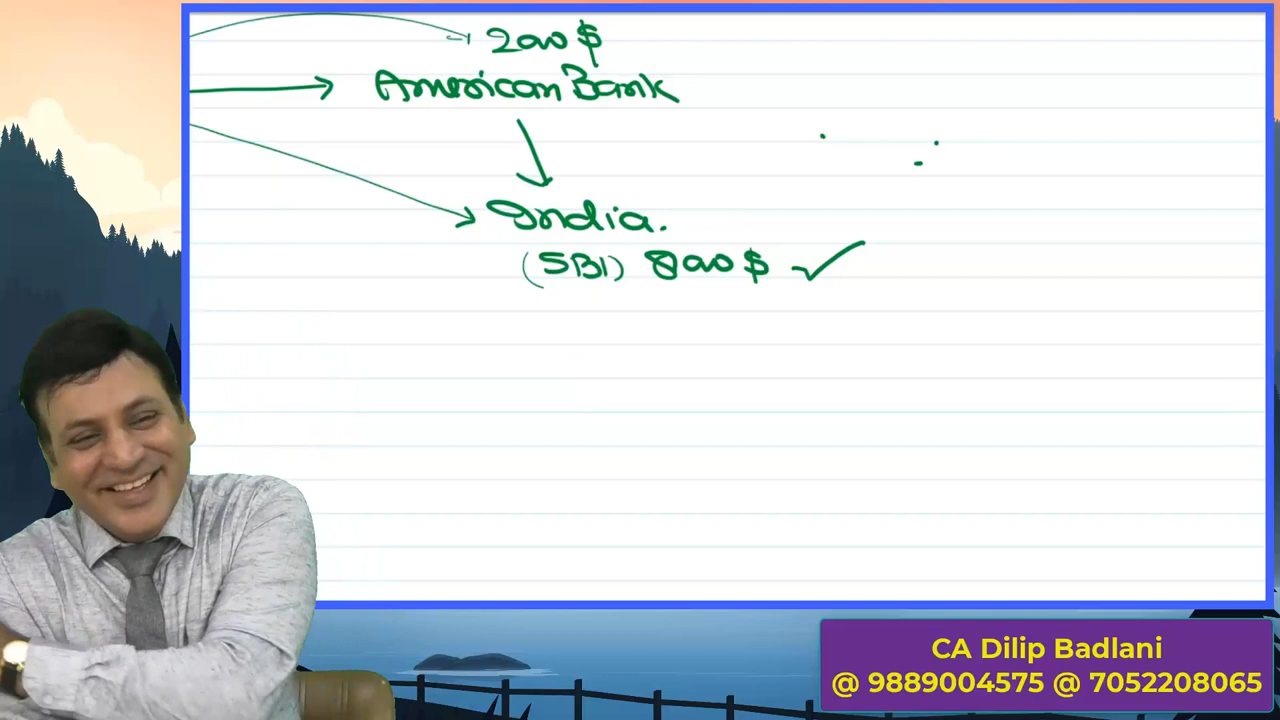 200 $
American Bank
India.
(SBI) 800 $
CA Dilip Badlani
@ 9889004575 @ 7052208065